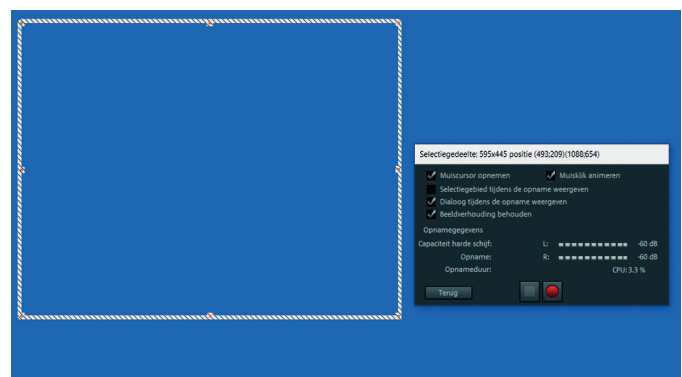 Selectiegedeelte: 595x445 positie (493;209)(1088;654)
Muiscursor opnemen Muisklik animeren
Selectiegebied tijdens de opname weergeven
Dialoog tijdens de opname weergeven
Beeldverhouding behouden
Opnamegegevens
Capaciteit harde schijf: L: -60 dB
Opname: R: -60 dB
Opnameduur: CPU: 3.3 %
Terug